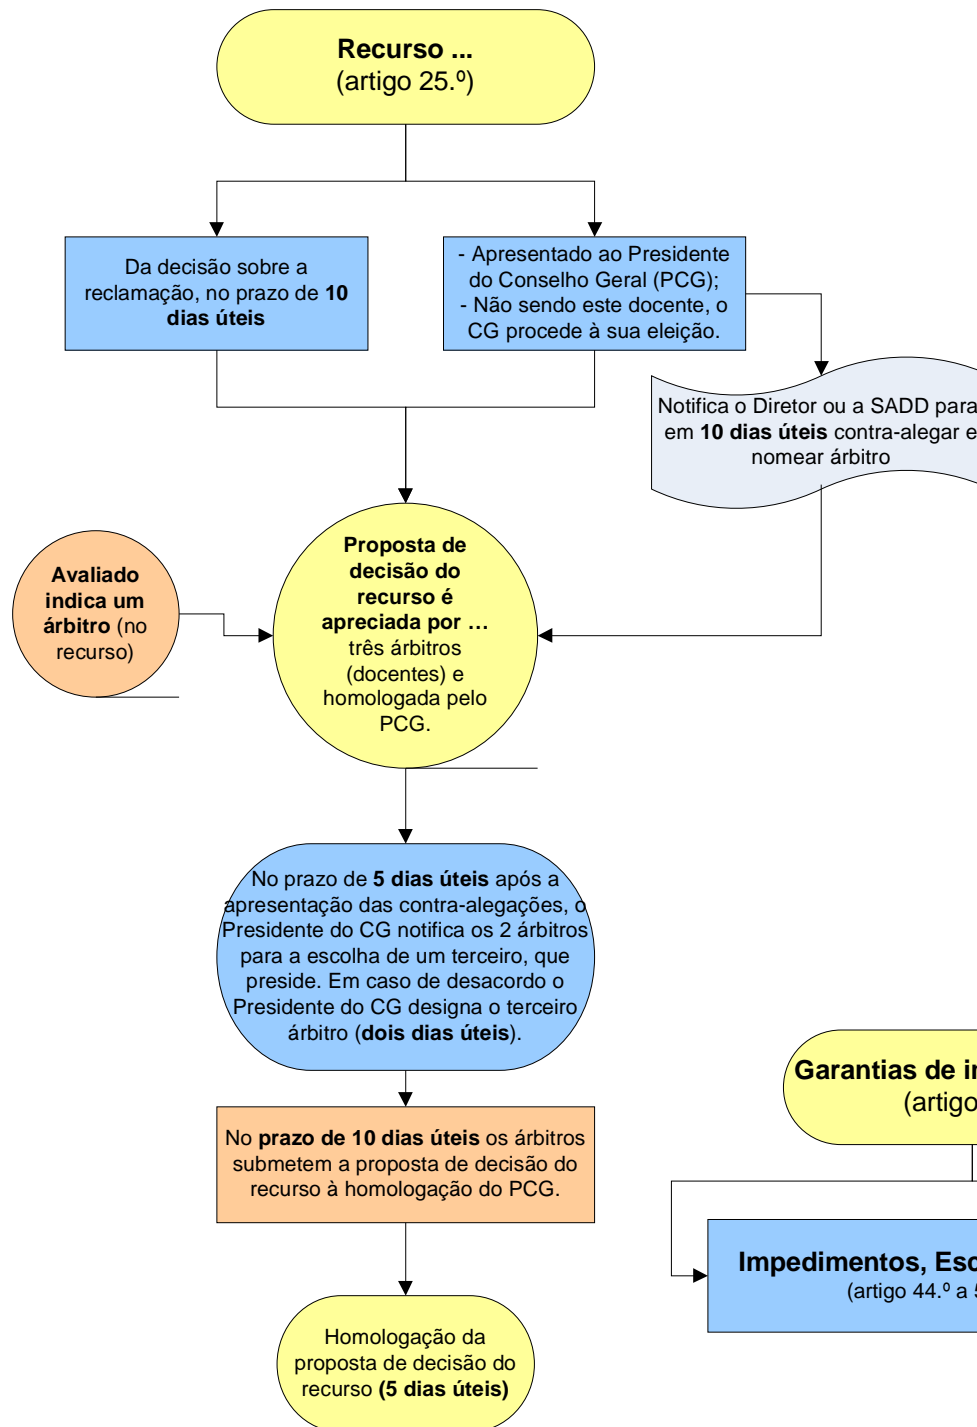 Recurso ...
(artigo 25.º)
Da decisão sobre a
reclamação, no prazo de 10
dias úteis
- Apresentado ao Presidente
do Conselho Geral (PCG);
- Não sendo este docente, o
CG procede à sua eleição.
Notifica o Diretor ou a SADD para
em 10 dias úteis contra-alegar e
nomear árbitro
Avaliado
indica um
árbitro (no
recurso)
Proposta de
decisão do
recurso é
apreciada por …
três árbitros
(docentes) e
homologada pelo
PCG.
No prazo de 5 dias úteis após a
apresentação das contra-alegações, o
Presidente do CG notifica os 2 árbitros
para a escolha de um terceiro, que
preside. Em caso de desacordo o
Presidente do CG designa o terceiro
árbitro (dois dias úteis).
No prazo de 10 dias úteis os árbitros
submetem a proposta de decisão do
recurso à homologação do PCG.
Homologação da
proposta de decisão do
recurso (5 dias úteis)
Garantias de
(artigo
Impedimentos,
(artigo 44.º a